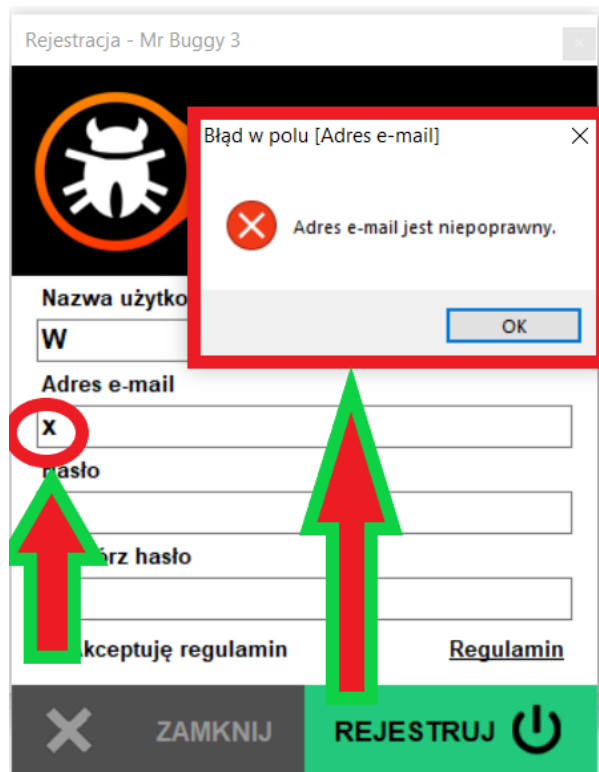 Rejestracja - Mr Buggy 3
Błąd w polu [Adres e-mail]
Adres e-mail jest niepoprawny.
OK
Nazwa użytko
W
Adres e-mail
x
Hasło
órz hasło
Akceptuję regulamin Regulamin
ZAMKNIJ REJESTRUJ